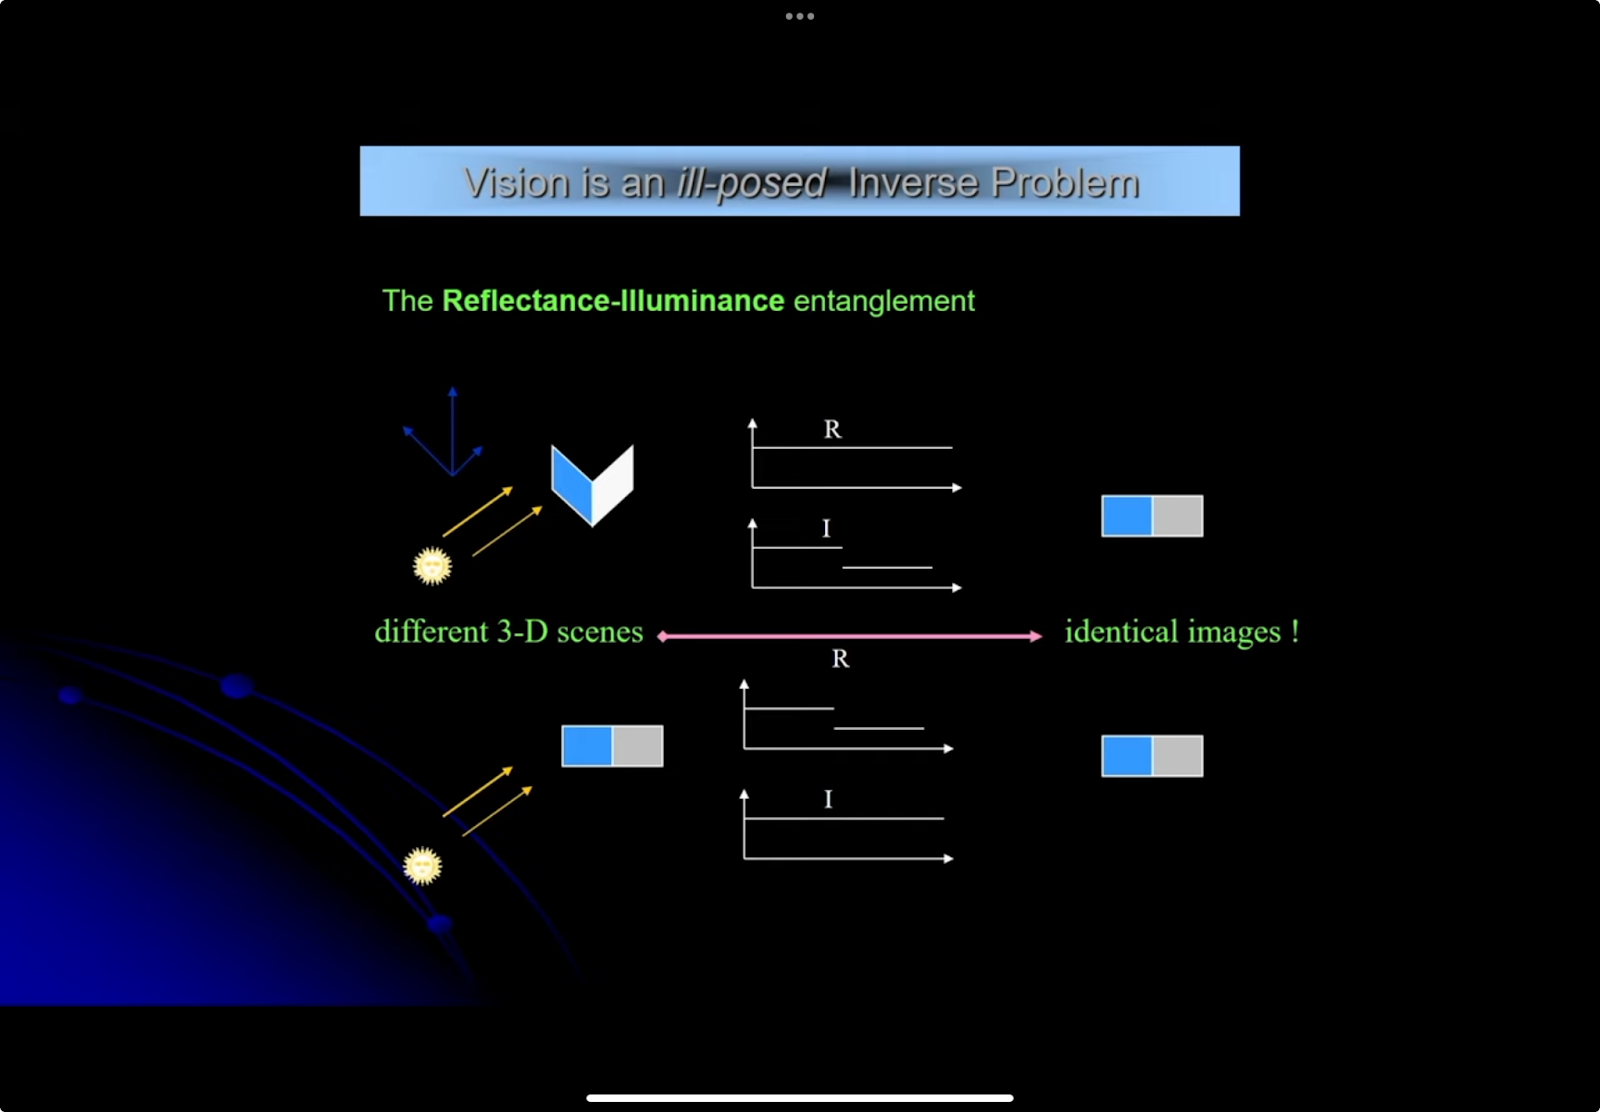 Vision is an ill-posed Inverse Problem
The Reflectance-Illuminance entanglement
R
I
different 3-D scenes
identical images !
R
I